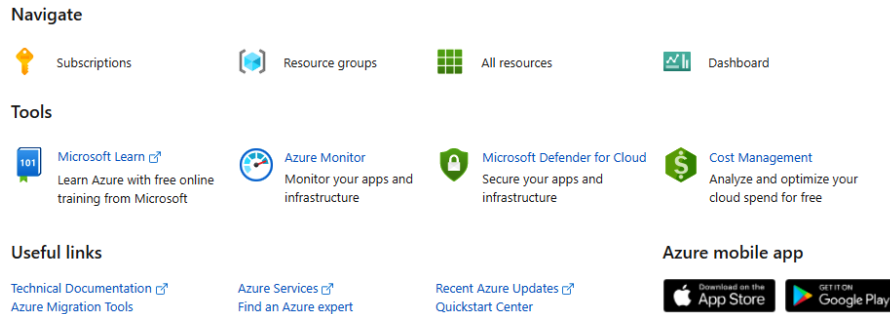 Navigate
Subscriptions
Resource groups
All resources
Dashboard
Tools
101
Microsoft Learn
Learn Azure with free online
training from Microsoft
Azure Monitor
Monitor your apps and
infrastructure
Microsoft Defender for Cloud
Secure your apps and
infrastructure
$
Cost Management
Analyze and optimize your
cloud spend for free
Useful links
Technical Documentation
Azure Services
Recent Azure Updates
Azure Migration Tools
Find an Azure expert
Quickstart Center
Azure mobile app
Download on the
App Store
GET IT ON
Google Play